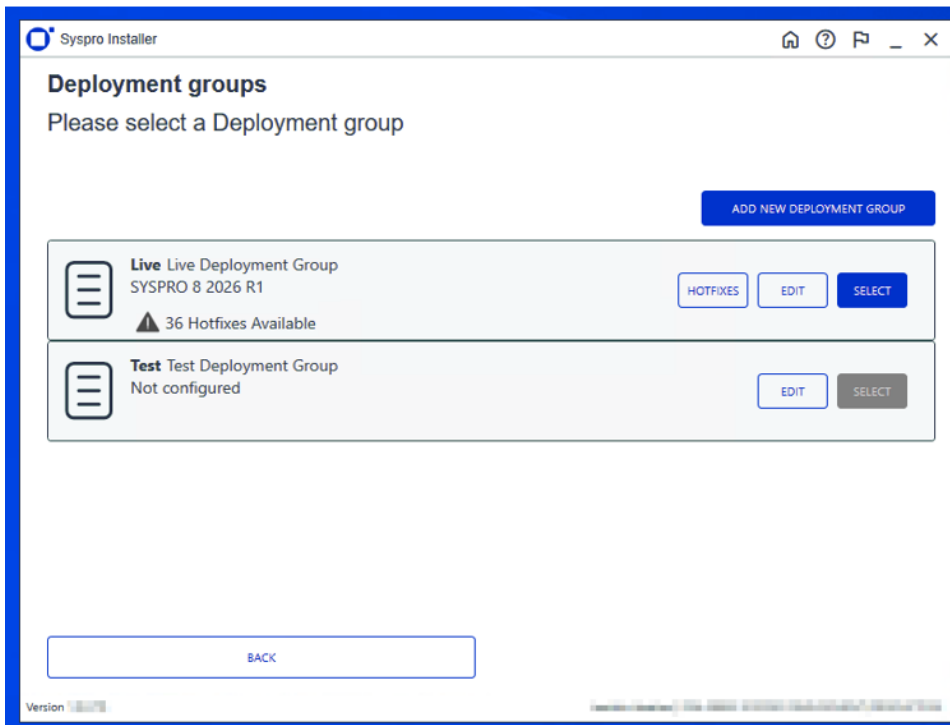 Syspro Installer
Deployment groups
Please select a Deployment group
ADD NEW DEPLOYMENT GROUP
Live Live Deployment Group
SYSPRO 8 2026 R1
36 Hotfixes Available
HOTFIXES
EDIT
SELECT
Test Test Deployment Group
Not configured
EDIT
SELECT
BACK
Version